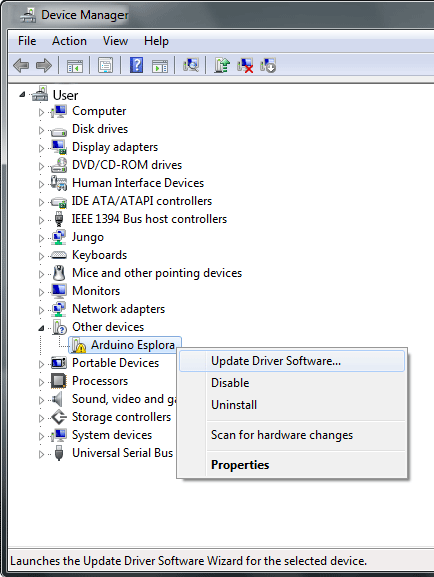 Device Manager
File Action View Help
User
Computer
Disk drives
Display adapters
DVD/CD-ROM drives
Human Interface Devices
IDE ATA/ATAPI controllers
IEEE 1394 Bus host controllers
Jungo
Keyboards
Mice and other pointing devices
Monitors
Network adapters
Other devices
Arduino Esplora
Portable Devices
Processors
Sound, video and ga
Storage controllers
System devices
Universal Serial Bus
Update Driver Software...
Disable
Uninstall
Scan for hardware changes
Properties
Launches the Update Driver Software Wizard for the selected device.